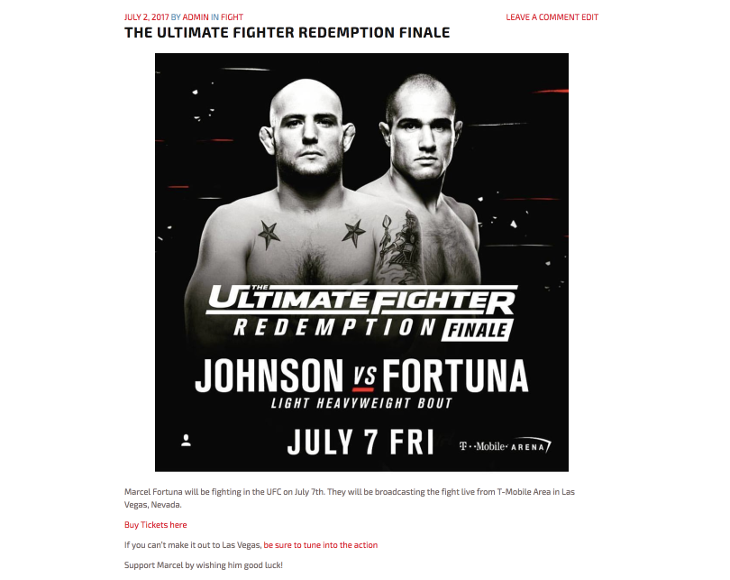 JULY 2, 2017 BY ADMIN IN FIGHT
LEAVE A COMMENT EDIT
THE ULTIMATE FIGHTER REDEMPTION FINALE
THE
ULTIMATE FIGHTER
REDEMPTION FINALE
JOHNSON VS FORTUNA
LIGHT HEAVYWEIGHT BOUT
JULY 7 FRI
T··Mobile· ARENA
Marcel Fortuna will be fighting in the UFC on July 7th. They will be broadcasting the fight live from T-Mobile Area in Las
Vegas, Nevada.
Buy Tickets here
If you can't make it out to Las Vegas, be sure to tune into the action
Support Marcel by wishing him good luck!